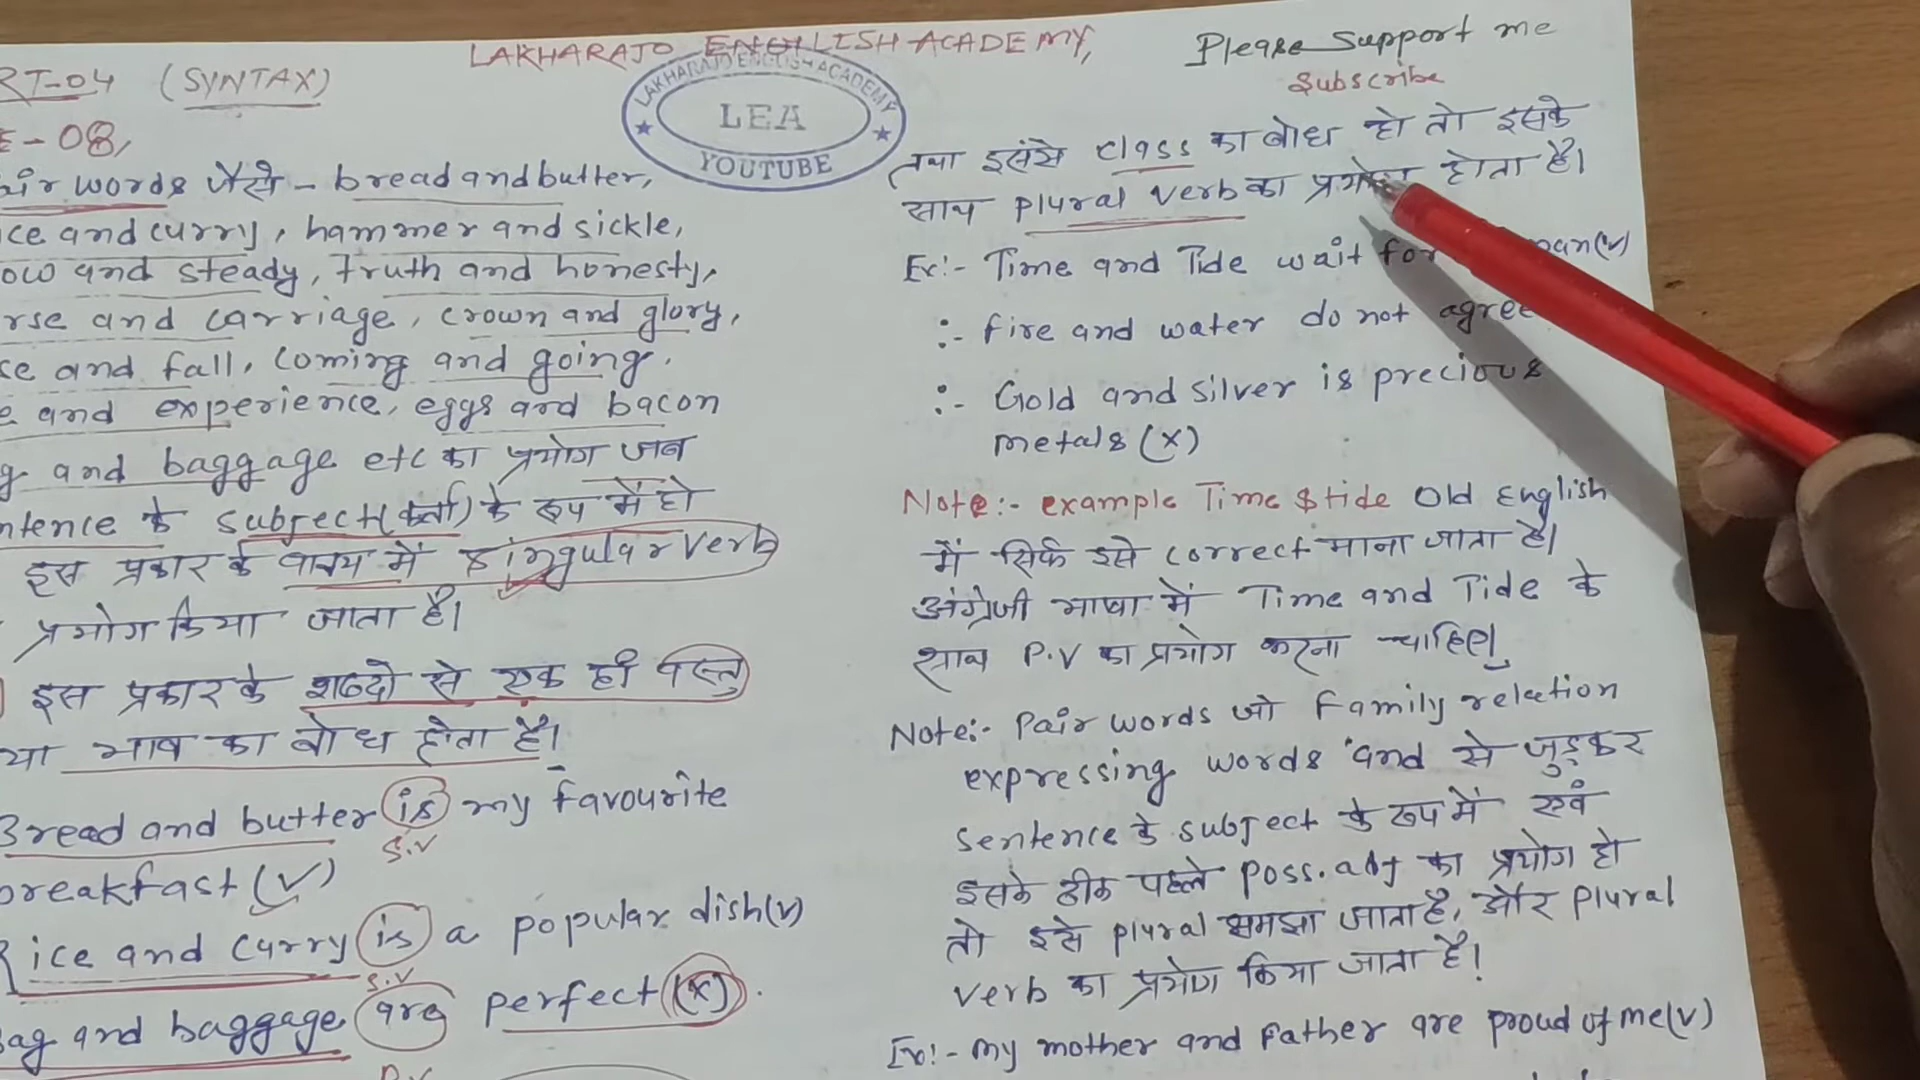 LAKHARAJO ENGLISH ACADEMY,
Please Support me
Subscribe
RT-04 (SYNTAX)
E-08,
LAKHARAJO ENGLISH ACADEMY
LEA
YOUTUBE
air words जैसे - bread and butter,
ice and curry, hammer and sickle,
ow and steady, truth and honesty,
rse and carriage, crown and glory,
se and fall, coming and going,
e and experience, eggs and bacon
g and baggage etc का प्रयोग जब
ntence के subject (कर्ता) के रूप में हो
इस प्रकार के वाक्य में singular verb
प्रयोग किया जाता है।
इस प्रकार के शब्दो से एक ही वस्तु
या भाव का बोध होता है।
Bread and butter is my favourite
S.V
breakfast (v)
Rice and curry is a popular dish (v)
S.V
Bag and baggage are perfect (x).
P.V
तथा इससे class का बोध हो तो इसके
साथ plural verb का प्रयोग होता है।
Ex:- Time and Tide wait for man (v)
:- fire and water do not agree
:- Gold and silver is precious
metals (x)
Note:- example Time & tide Old English
में सिर्फ इसे correct माना जाता है।
अंग्रेजी भाषा में Time and Tide के
साथ P.V का प्रयोग करना चाहिए।
Note:- Pair words जो family relation
expressing words and से जुड़कर
sentence के subject के रूप में एवं
इसके ठीक पहले poss. adj का प्रयोग हो
तो इसे plural समझा जाता है, और plural
verb का प्रयोग किया जाता है।
Ex:- my mother and father are proud of me (v)